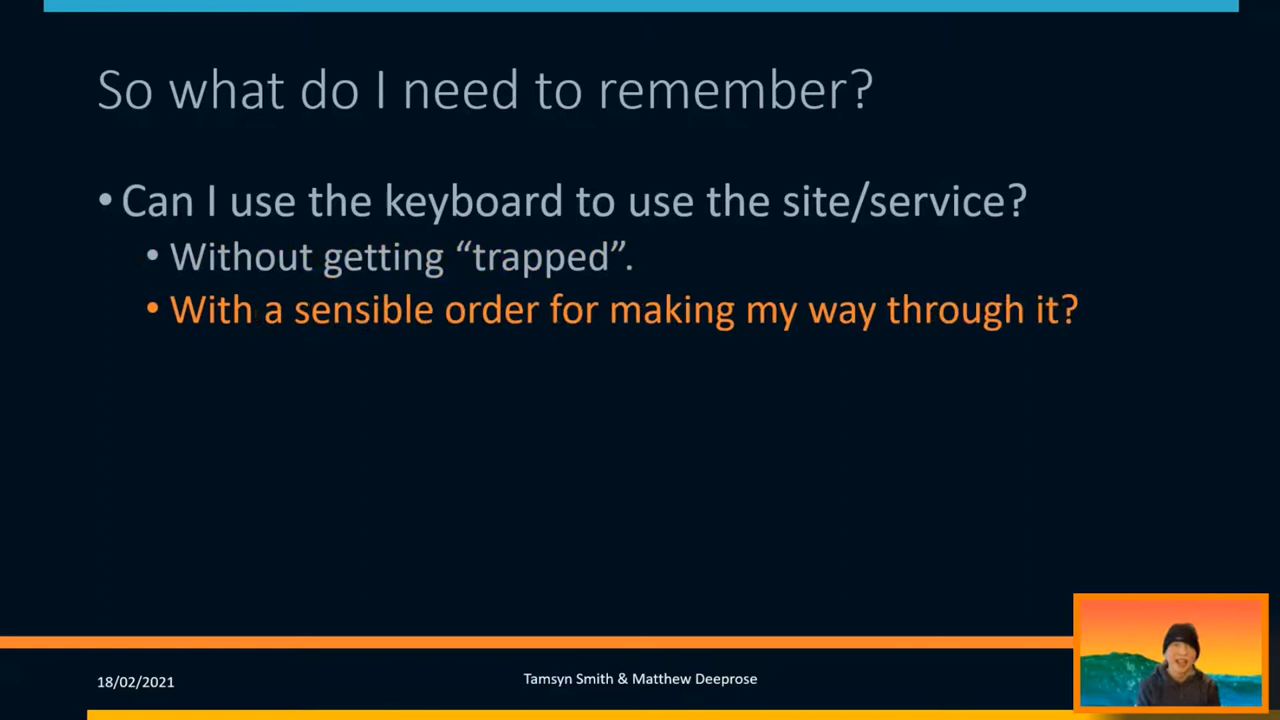 So what do I need to remember?
• Can I use the keyboard to use the site/service?
• Without getting “trapped”.
• With a sensible order for making my way through it?
18/02/2021
Tamsyn Smith & Matthew Deeprose